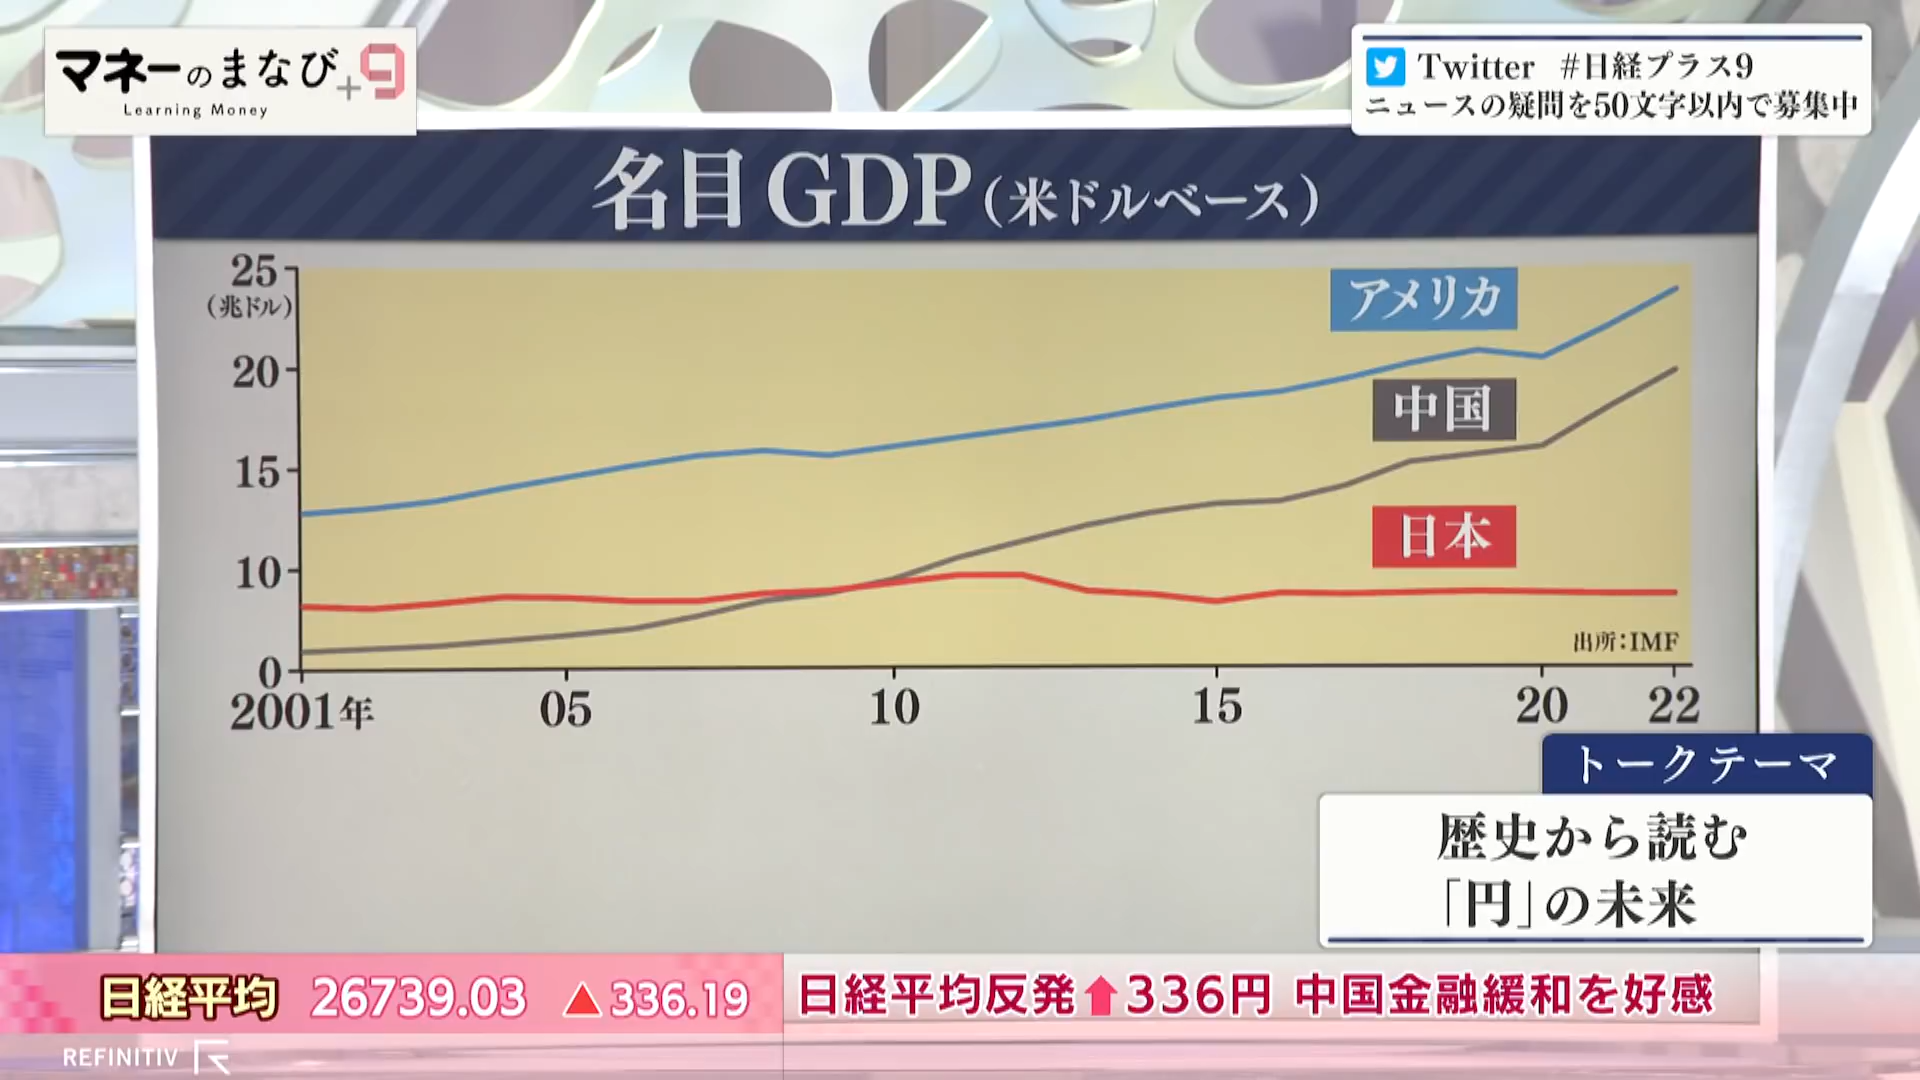 マネーのまなび+9
Learning Money
Twitter #日経プラス9
ニュースの疑問を50文字以内で募集中
名目GDP(米ドルベース)
25
(兆ドル)
20
15
10
0
アメリカ
中国
日本
出所:IMF
2001年 05 10 15 20 22
トークテーマ
歴史から読む
「円」の未来
日経平均 26739.03 ▲336.19
日経平均反発⬆336円 中国金融緩和を好感
REFINITIV